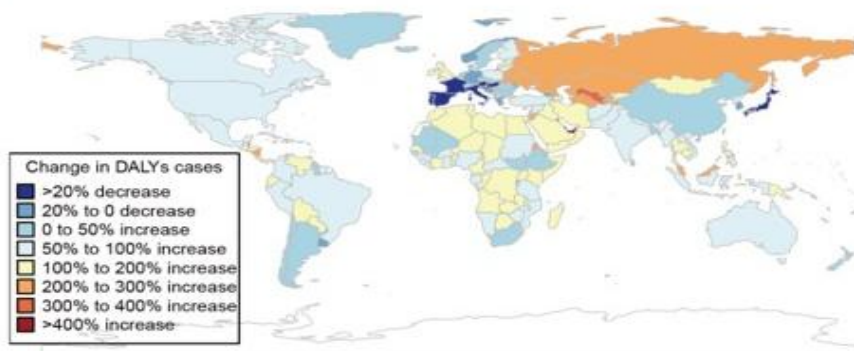 Change in DALYs cases
>20% decrease
20% to 0 decrease
0 to 50% increase
50% to 100% increase
100% to 200% increase
200% to 300% increase
300% to 400% increase
>400% increase